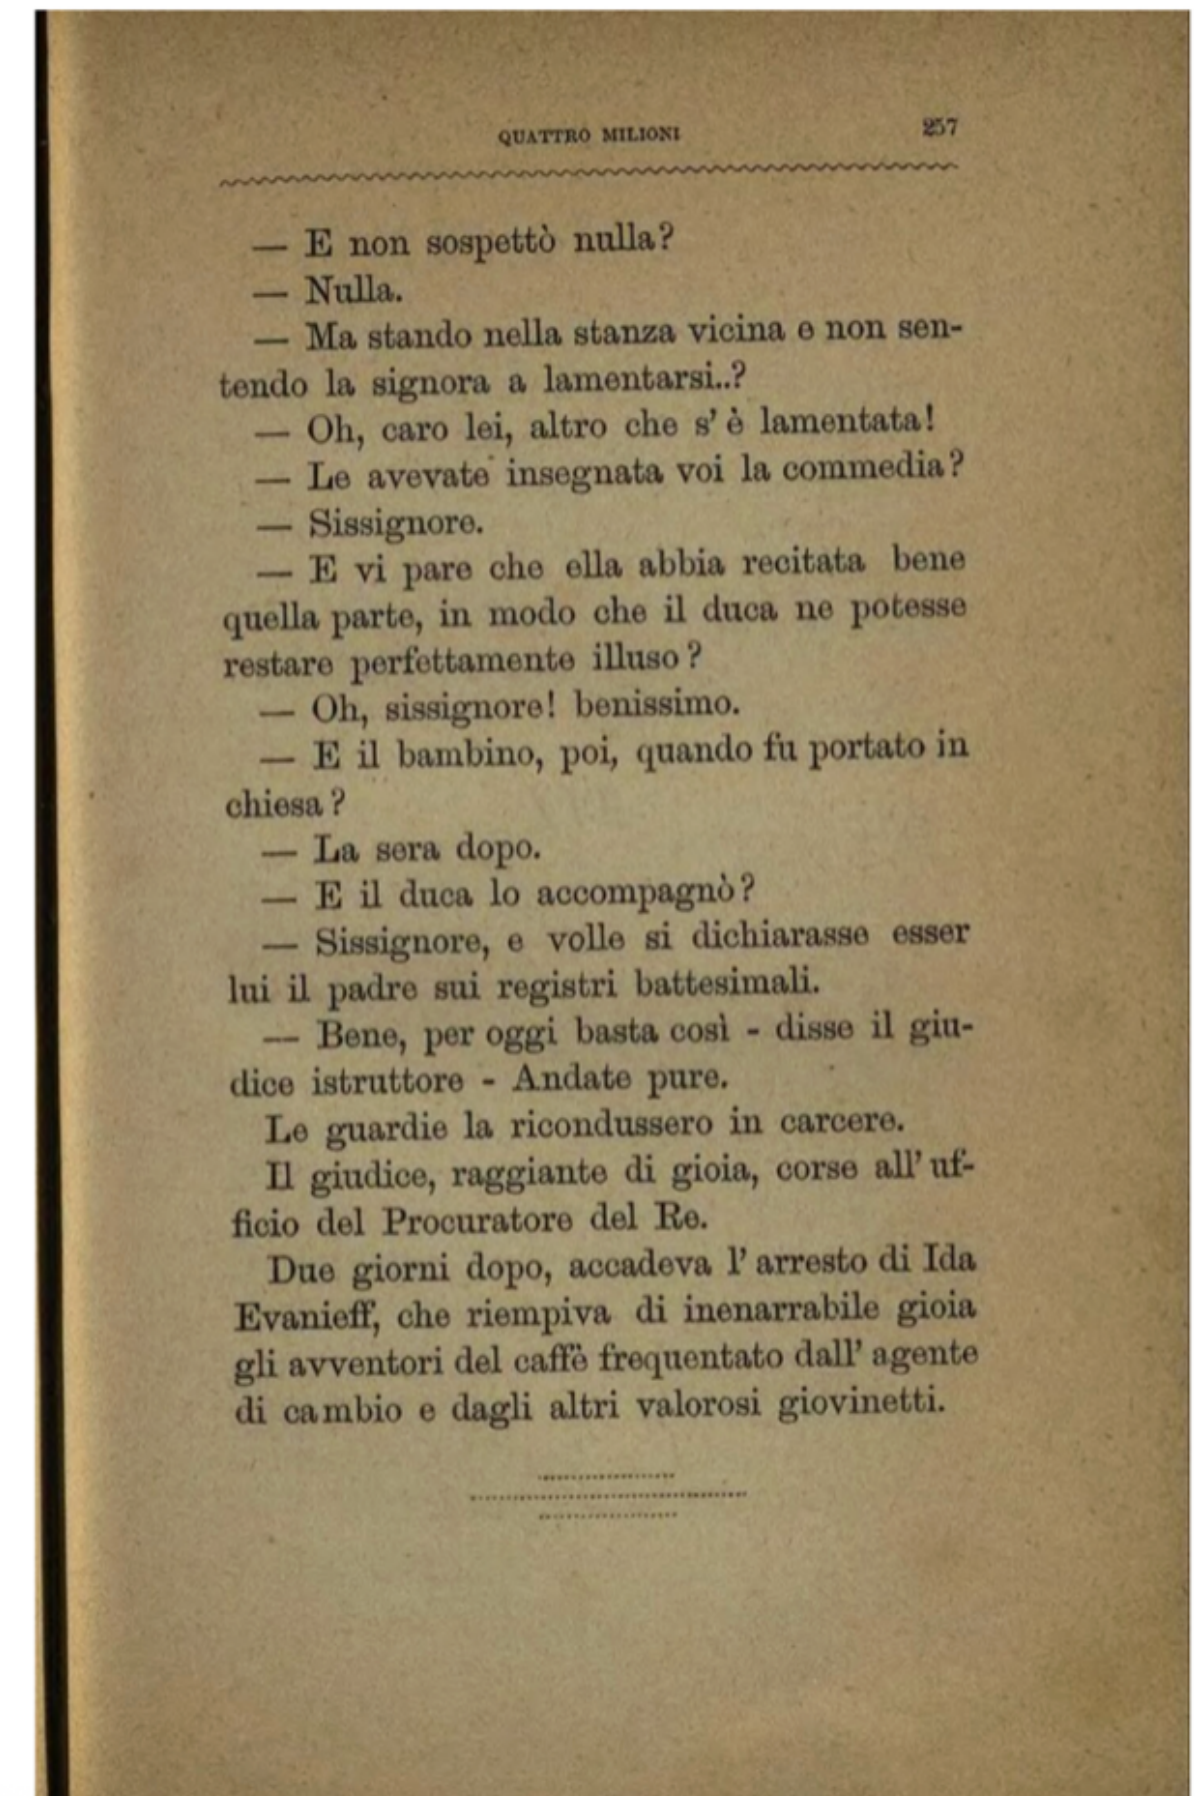 QUATTRO MILIONI 257
— E non sospettò nulla?
— Nulla.
— Ma stando nella stanza vicina e non sen-
tendo la signora a lamentarsi..?
— Oh, caro lei, altro che s' è lamentata!
— Le avevate insegnata voi la commedia?
— Sissignore.
— E vi pare che ella abbia recitata bene
quella parte, in modo che il duca ne potesse
restare perfettamente illuso?
— Oh, sissignore! benissimo.
— E il bambino, poi, quando fu portato in
chiesa?
— La sera dopo.
— E il duca lo accompagnò?
— Sissignore, e volle si dichiarasse esser
lui il padre sui registri battesimali.
— Bene, per oggi basta così - disse il giu-
dice istruttore - Andate pure.
Le guardie la ricondussero in carcere.
Il giudice, raggiante di gioia, corse all' uf-
ficio del Procuratore del Re.
Due giorni dopo, accadeva l' arresto di Ida
Evanieff, che riempiva di inenarrabile gioia
gli avventori del caffè frequentato dall' agente
di cambio e dagli altri valorosi giovinetti.